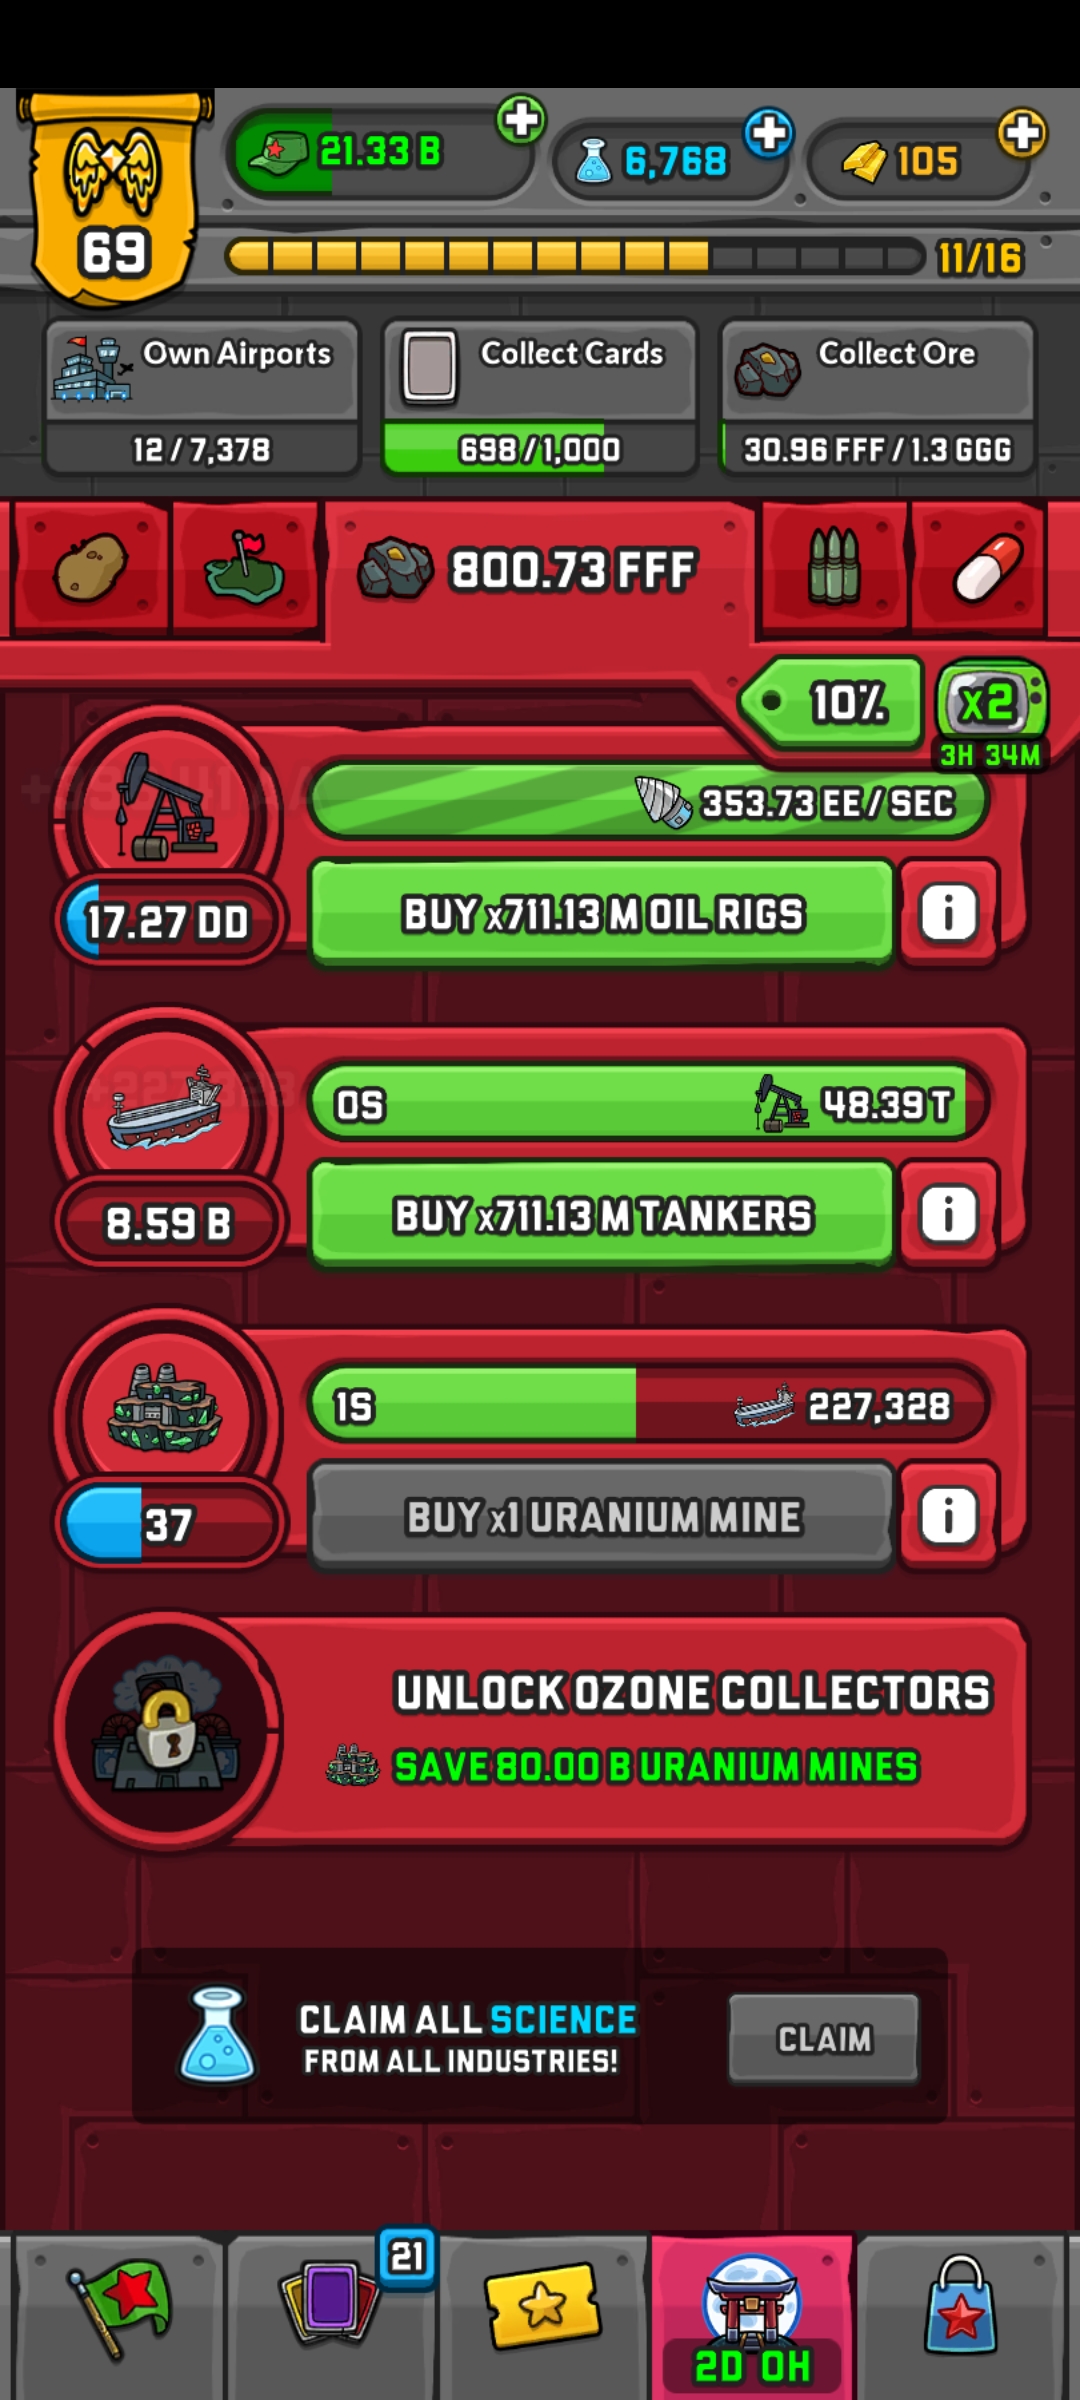 21.33 B
6,768
105
69
11/16
Own Airports
12 / 7,378
Collect Cards
698 / 1,000
Collect Ore
30.96 FFF / 1.3 GGG
800.73 FFF
10%
x2
3H 34M
353.73 EE / SEC
17.27 DD
BUY x711.13 M OIL RIGS
i
0S
48.39 T
8.59 B
BUY x711.13 M TANKERS
i
1S
227,328
37
BUY x1 URANIUM MINE
i
UNLOCK OZONE COLLECTORS
SAVE 80.00 B URANIUM MINES
CLAIM ALL SCIENCE
FROM ALL INDUSTRIES!
CLAIM
21
2D 0H